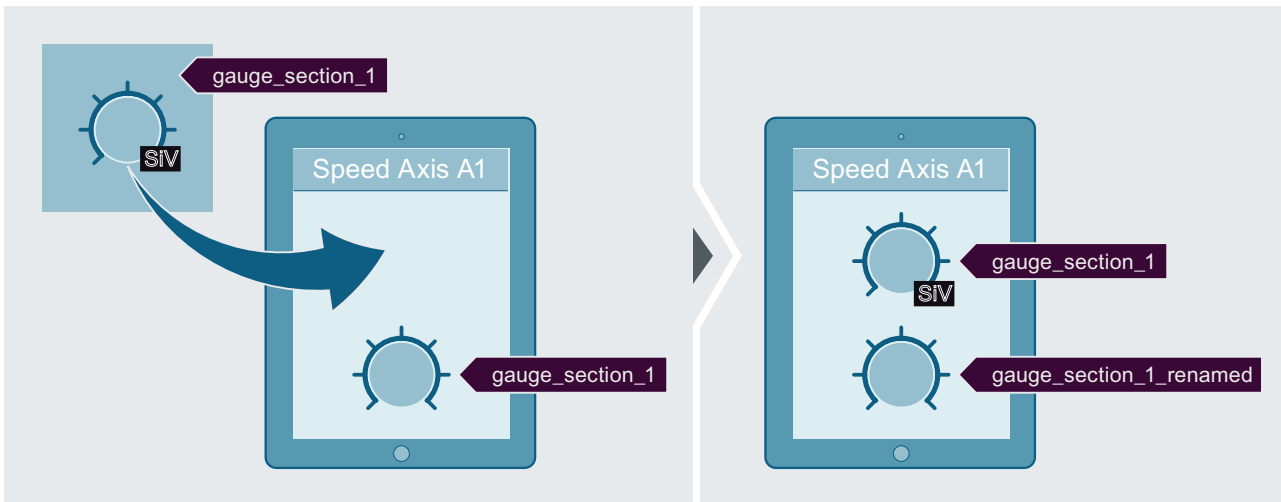 gauge_section_1
SiV
Speed Axis A1
gauge_section_1
Speed Axis A1
gauge_section_1
SiV
gauge_section_1_renamed